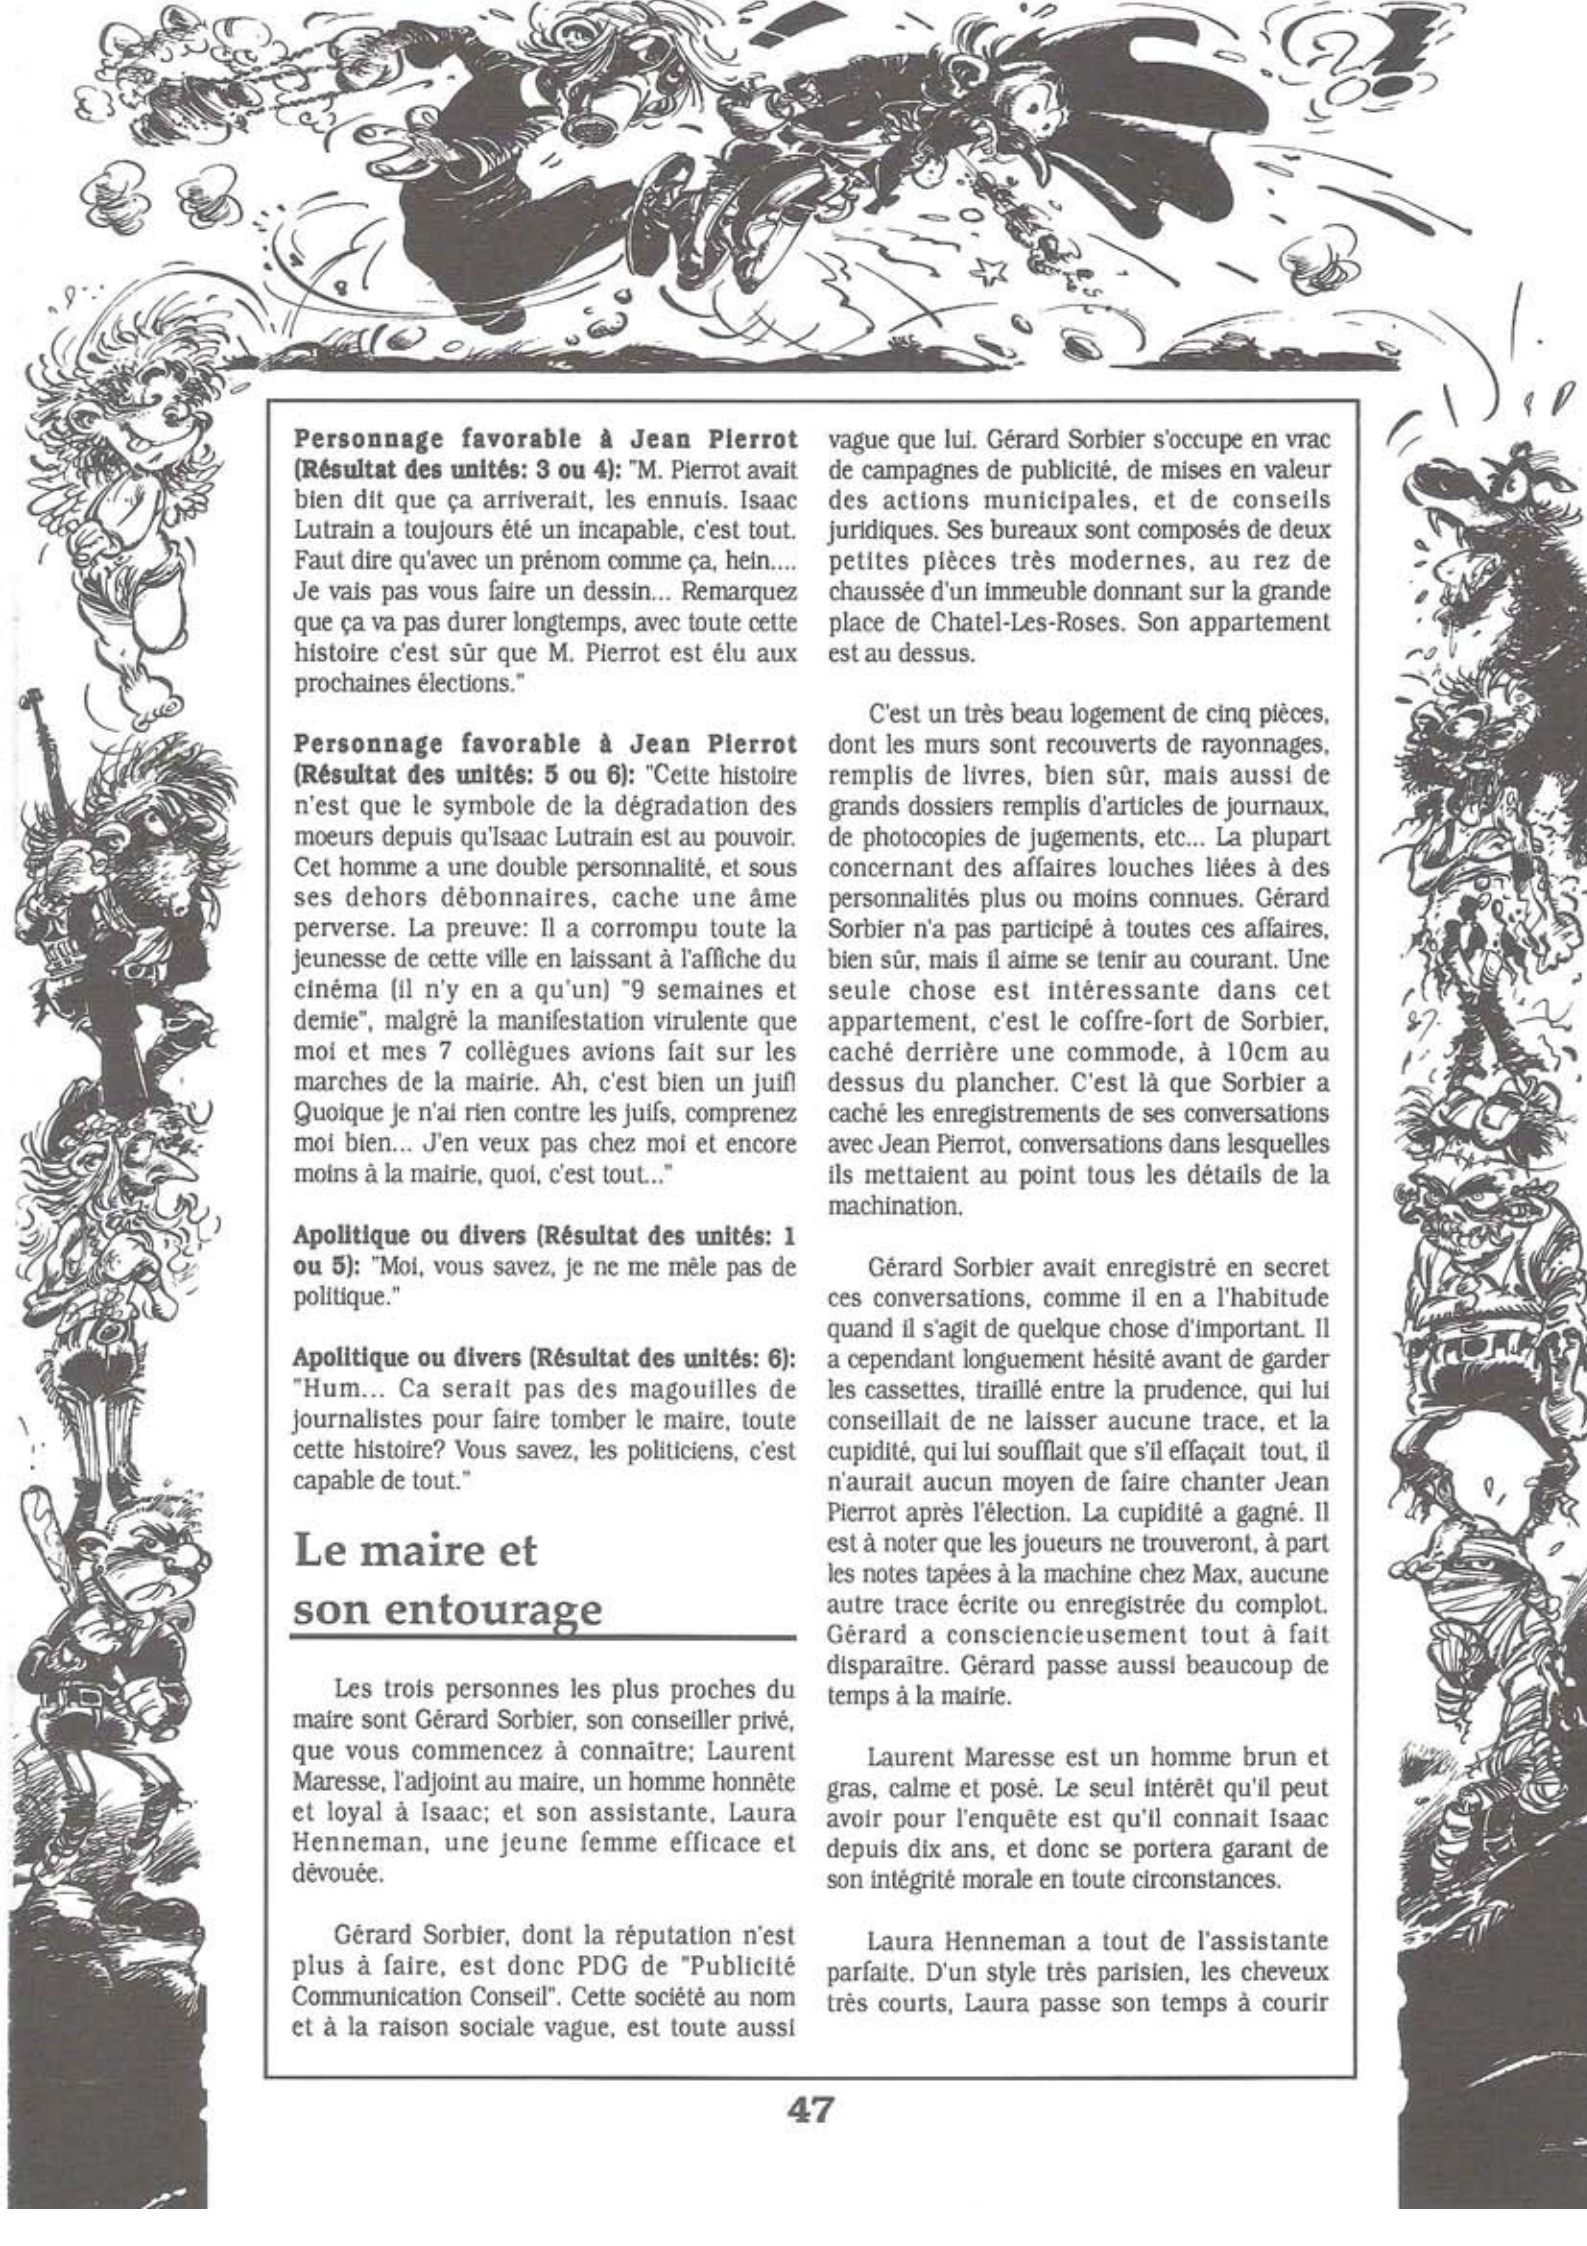 Personnage favorable à Jean Pierrot
(Résultat des unités: 3 ou 4): "M. Pierrot avait
bien dit que ça arriverait, les ennuis. Isaac
Lutrain a toujours été un incapable, c'est tout.
Faut dire qu'avec un prénom comme ça, hein....
Je vais pas vous faire un dessin... Remarquez
que ça va pas durer longtemps, avec toute cette
histoire c'est sûr que M. Pierrot est élu aux
prochaines élections."
Personnage favorable à Jean Pierrot
(Résultat des unités: 5 ou 6): "Cette histoire
n'est que le symbole de la dégradation des
moeurs depuis qu'Isaac Lutrain est au pouvoir.
Cet homme a une double personnalité, et sous
ses dehors débonnaires, cache une âme
perverse. La preuve: Il a corrompu toute la
jeunesse de cette ville en laissant à l'affiche du
cinéma (il n'y en a qu'un) "9 semaines et
demie", malgré la manifestation virulente que
moi et mes 7 collègues avions fait sur les
marches de la mairie. Ah, c'est bien un juif!
Quoique je n'ai rien contre les juifs, comprenez
moi bien... J'en veux pas chez moi et encore
moins à la mairie, quoi, c'est tout..."
Apolitique ou divers (Résultat des unités: 1
ou 5): "Moi, vous savez, je ne me mêle pas de
politique."
Apolitique ou divers (Résultat des unités: 6):
"Hum... Ca serait pas des magouilles de
journalistes pour faire tomber le maire, toute
cette histoire? Vous savez, les politiciens, c'est
capable de tout."
Le maire et
son entourage
Les trois personnes les plus proches du
maire sont Gérard Sorbier, son conseiller privé,
que vous commencez à connaître; Laurent
Maresse, l'adjoint au maire, un homme honnête
et loyal à Isaac; et son assistante, Laura
Henneman, une jeune femme efficace et
dévouée.
Gérard Sorbier, dont la réputation n'est
plus à faire, est donc PDG de "Publicité
Communication Conseil". Cette société au nom
et à la raison sociale vague, est toute aussi
vague que lui. Gérard Sorbier s'occupe en vrac
de campagnes de publicité, de mises en valeur
des actions municipales, et de conseils
juridiques. Ses bureaux sont composés de deux
petites pièces très modernes, au rez de
chaussée d'un immeuble donnant sur la grande
place de Chatel-Les-Roses. Son appartement
est au dessus.
C'est un très beau logement de cinq pièces,
dont les murs sont recouverts de rayonnages,
remplis de livres, bien sûr, mais aussi de
grands dossiers remplis d'articles de journaux,
de photocopies de jugements, etc... La plupart
concernant des affaires louches liées à des
personnalités plus ou moins connues. Gérard
Sorbier n'a pas participé à toutes ces affaires,
bien sûr, mais il aime se tenir au courant. Une
seule chose est intéressante dans cet
appartement, c'est le coffre-fort de Sorbier,
caché derrière une commode, à 10cm au
dessus du plancher. C'est là que Sorbier a
caché les enregistrements de ses conversations
avec Jean Pierrot, conversations dans lesquelles
ils mettaient au point tous les détails de la
machination.
Gérard Sorbier avait enregistré en secret
ces conversations, comme il en a l'habitude
quand il s'agit de quelque chose d'important. Il
a cependant longuement hésité avant de garder
les cassettes, tiraillé entre la prudence, qui lui
conseillait de ne laisser aucune trace, et la
cupidité, qui lui soufflait que s'il effaçait tout, il
n'aurait aucun moyen de faire chanter Jean
Pierrot après l'élection. La cupidité a gagné. Il
est à noter que les joueurs ne trouveront, à part
les notes tapées à la machine chez Max, aucune
autre trace écrite ou enregistrée du complot.
Gérard a consciencieusement tout à fait
disparaître. Gérard passe aussi beaucoup de
temps à la mairie.
Laurent Maresse est un homme brun et
gras, calme et posé. Le seul intérêt qu'il peut
avoir pour l'enquête est qu'il connait Isaac
depuis dix ans, et donc se portera garant de
son intégrité morale en toute circonstances.
Laura Henneman a tout de l'assistante
parfaite. D'un style très parisien, les cheveux
très courts, Laura passe son temps à courir
47